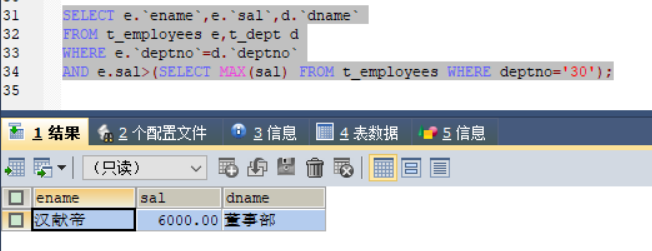 31 SELECT e.`ename`,e.`sal`,d.`dname`
32 FROM t_employees e,t_dept d
33 WHERE e.`deptno`=d.`deptno`
34 AND e.sal>(SELECT MAX(sal) FROM t_employees WHERE deptno='30');
35
1 结果 2 个配置文件 3 信息 4 表数据 5 信息
(只读)
ename sal dname
汉献帝 6000.00 董事部